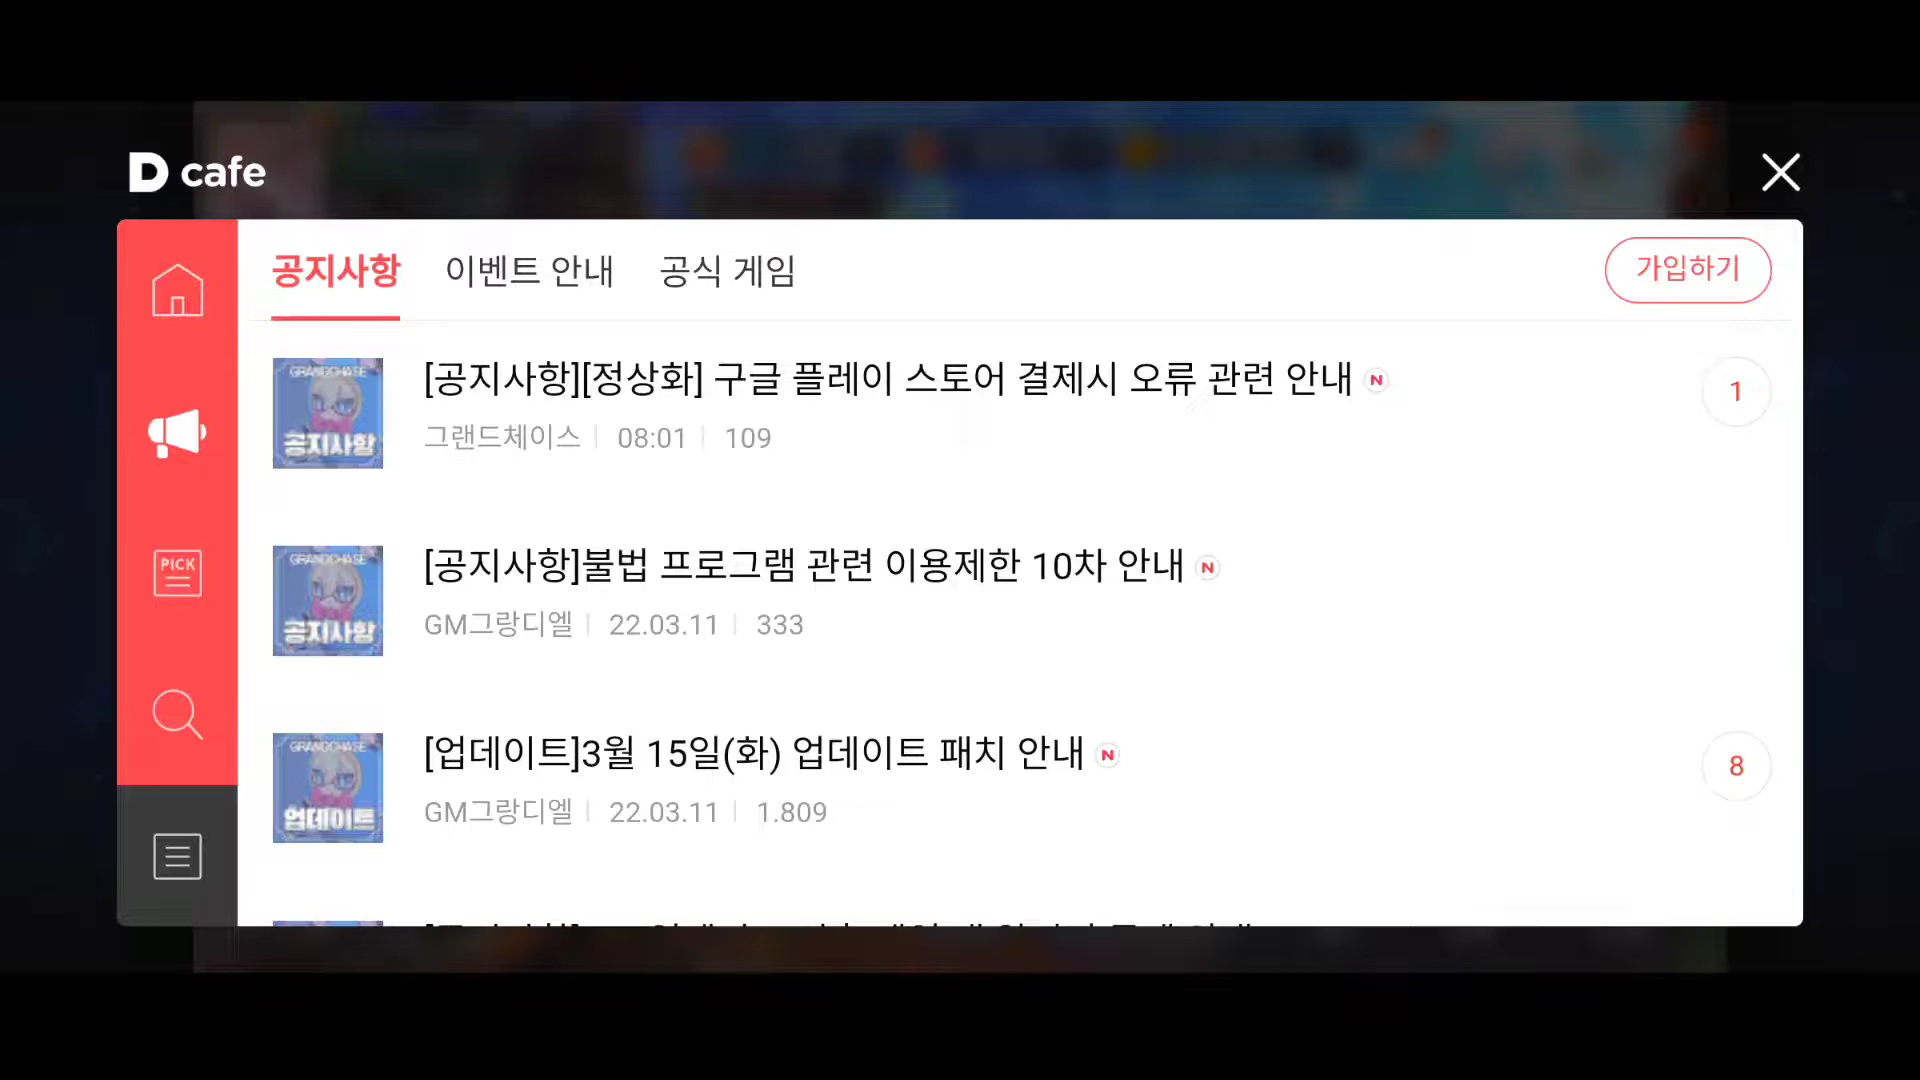 D cafe
공지사항 이벤트 안내 공식 게임 가입하기
GRANDCHASE
공지사항
[공지사항][정상화] 구글 플레이 스토어 결제시 오류 관련 안내 N
그랜드체이스 | 08:01 | 109
1
PICK
GRANDCHASE
공지사항
[공지사항]불법 프로그램 관련 이용제한 10차 안내 N
GM그랑디엘 | 22.03.11 | 333
GRANDCHASE
업데이트
[업데이트]3월 15일(화) 업데이트 패치 안내 N
GM그랑디엘 | 22.03.11 | 1.809
8